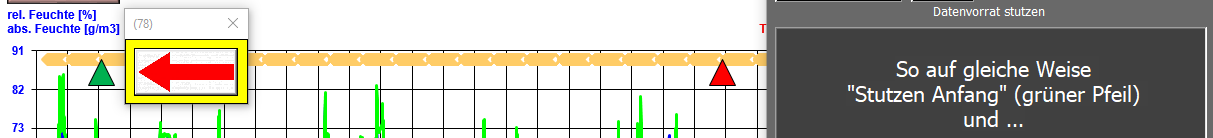 rel. Feuchte [%]
abs. Feuchte [g/m3]
(78)
91
82
73
T
Datenvorrat stutzen
So auf gleiche Weise
"Stutzen Anfang" (grüner Pfeil)
und ...